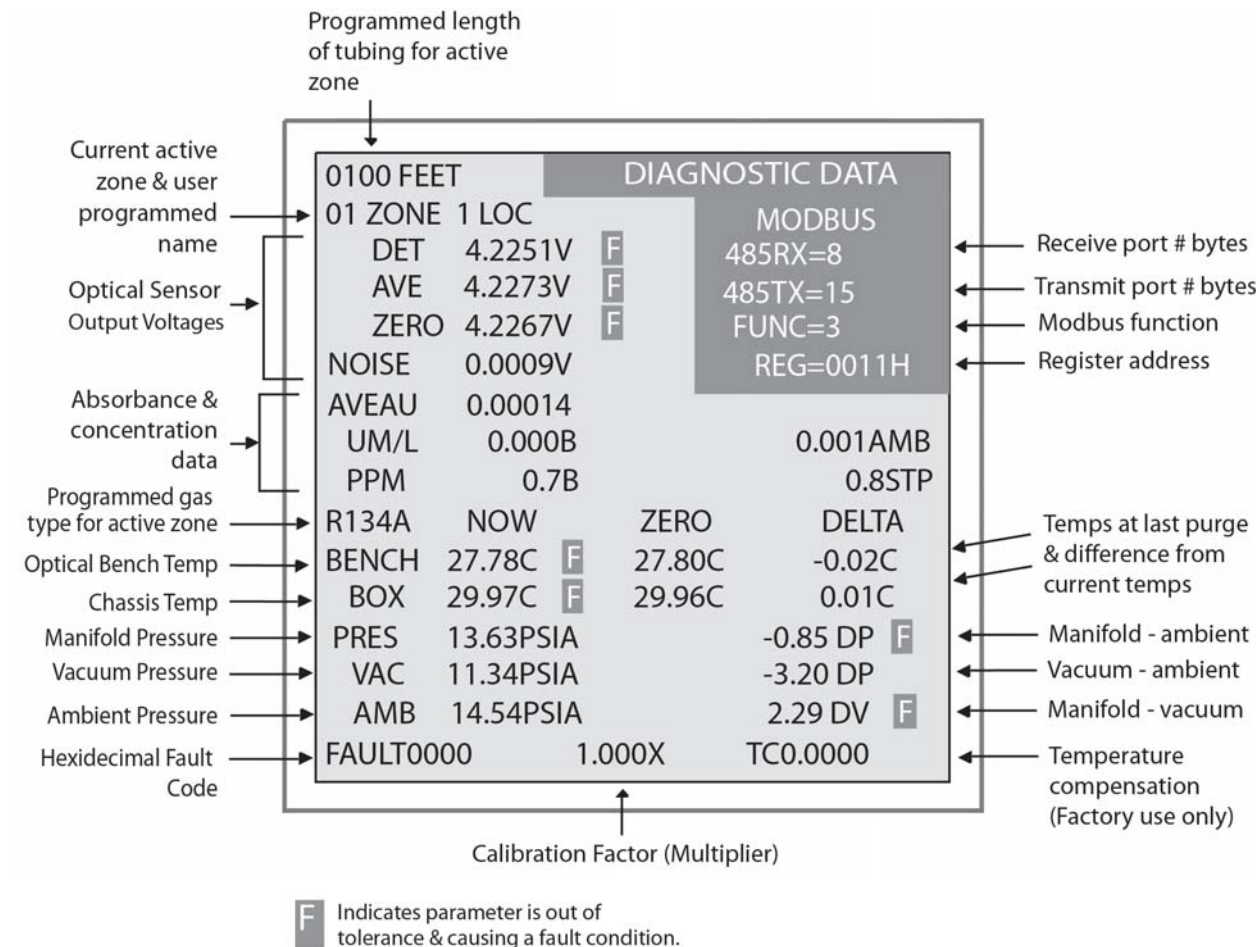 Programmed length
of tubing for active
zone
Current active
zone & user
programmed
name
Optical Sensor
Output Voltages
Absorbance &
concentration
data
Programmed gas
type for active zone
Optical Bench Temp
Chassis Temp
Manifold Pressure
Vacuum Pressure
Ambient Pressure
Hexidecimal Fault
Code
0100 FEET DIAGNOSTIC DATA
01 ZONE 1 LOC MODBUS
DET 4.2251V F 485RX=8
AVE 4.2273V F 485TX=15
ZERO 4.2267V F FUNC=3
NOISE 0.0009V REG=0011H
AVEAU 0.00014
UM/L 0.000B 0.001AMB
PPM 0.7B 0.8STP
R134A NOW ZERO DELTA
BENCH 27.78C F 27.80C -0.02C
BOX 29.97C F 29.96C 0.01C
PRES 13.63PSIA -0.85 DP F
VAC 11.34PSIA -3.20 DP
AMB 14.54PSIA 2.29 DV F
FAULT0000 1.000X TC0.0000
Receive port # bytes
Transmit port # bytes
Modbus function
Register address
Temps at last purge
& difference from
current temps
Manifold - ambient
Vacuum - ambient
Manifold - vacuum
Temperature
compensation
(Factory use only)
Calibration Factor (Multiplier)
F Indicates parameter is out of
tolerance & causing a fault condition.